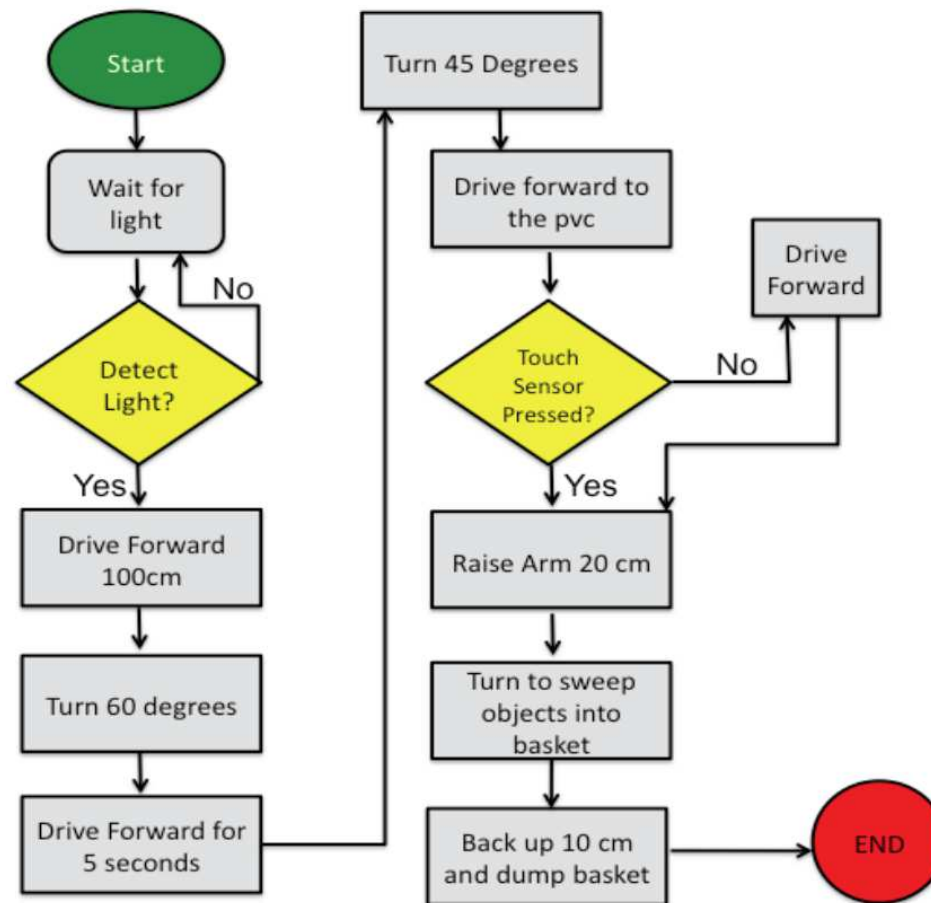 Start
Wait for
light
No
Detect
Light?
Yes
Drive Forward
100cm
Turn 60 degrees
Drive Forward for
5 seconds
Turn 45 Degrees
Drive forward to
the pvc
Touch
Sensor
Pressed?
No
Drive
Forward
Yes
Raise Arm 20 cm
Turn to sweep
objects into
basket
Back up 10 cm
and dump basket
END